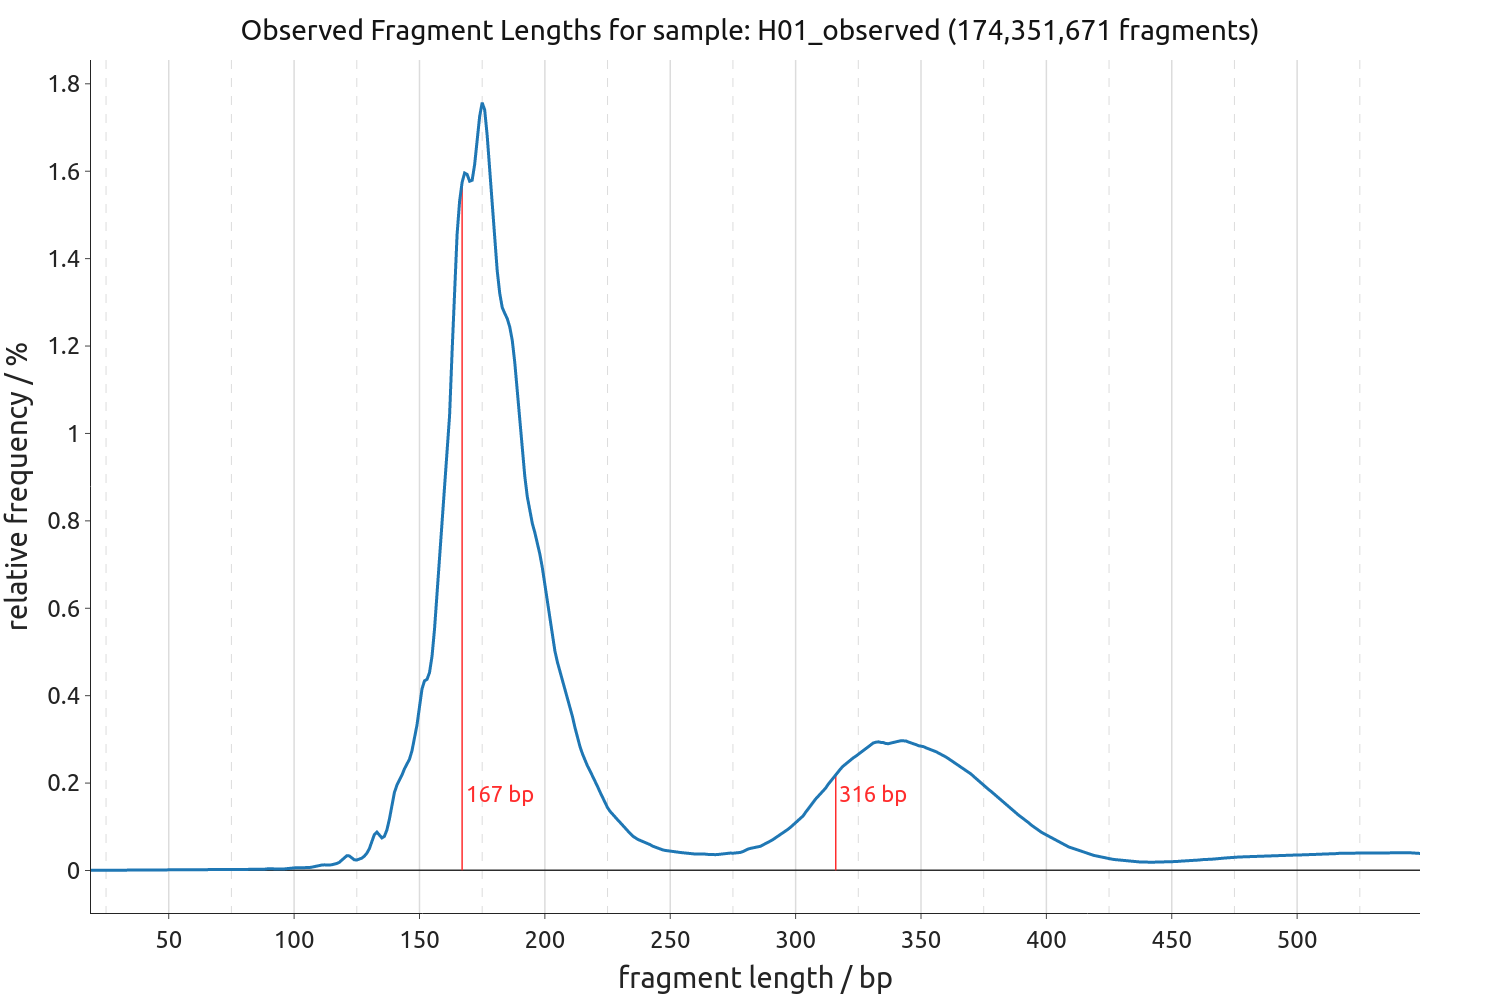 Observed Fragment Lengths for sample: H01_observed (174,351,671 fragments)
relative frequency / %
1.8
1.6
1.4
1.2
1
0.8
0.6
0.4
0.2
0
167 bp
316 bp
50 100 150 200 250 300 350 400 450 500
fragment length / bp